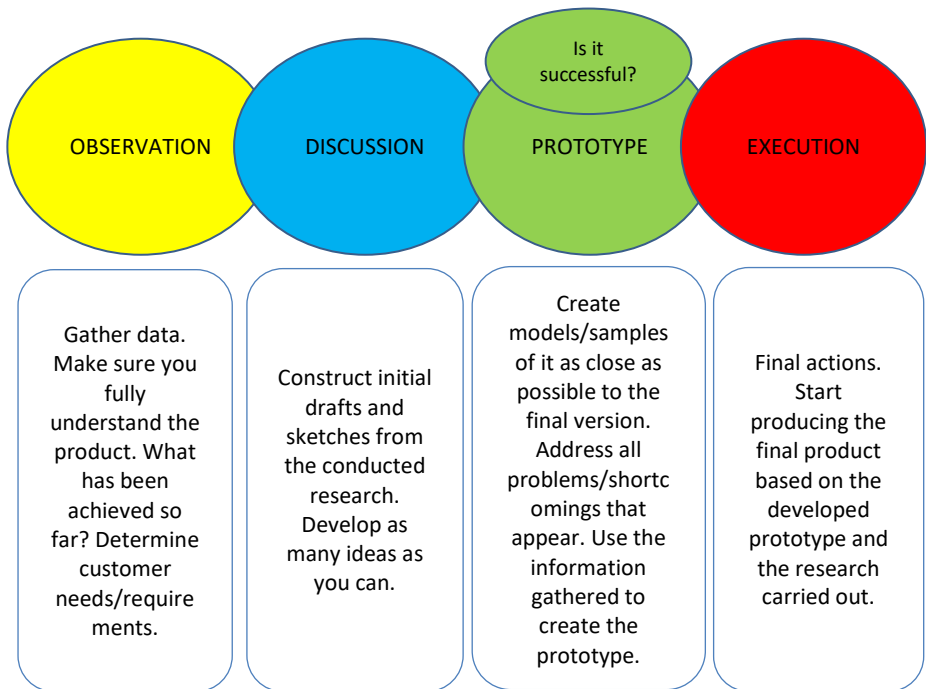 Is it
successful?
OBSERVATION
DISCUSSION
PROTOTYPE
EXECUTION
Gather data.
Make sure you
fully
understand the
product. What
has been
achieved so
far? Determine
customer
needs/require
ments.
Construct initial
drafts and
sketches from
the conducted
research.
Develop as
many ideas as
you can.
Create
models/samples
of it as close as
possible to the
final version.
Address all
problems/shortc
omings that
appear. Use the
information
gathered to
create the
prototype.
Final actions.
Start
producing the
final product
based on the
developed
prototype and
the research
carried out.